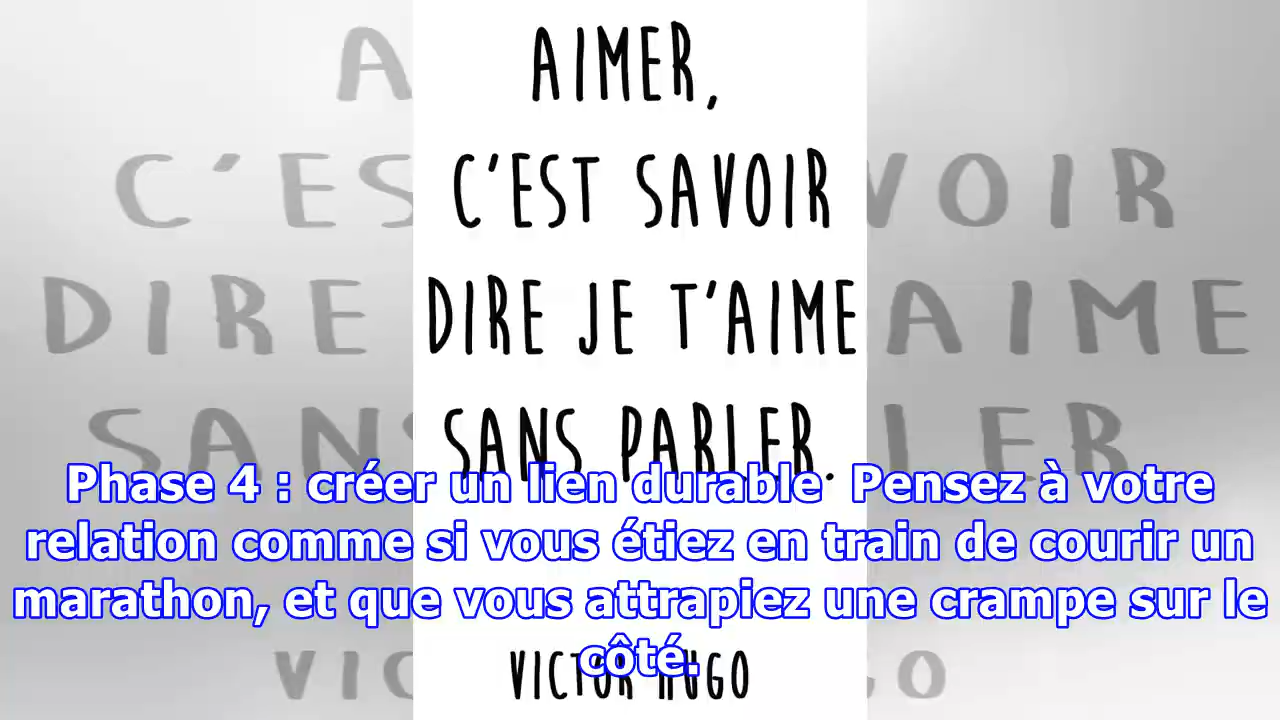 AIMER,
C'EST SAVOIR
DIRE JE T'AIME
SANS PARLER.
Phase 4 : créer un lien durable  Pensez à votre
relation comme si vous étiez en train de courir un
marathon, et que vous attrapiez une crampe sur le
côté.
VICTOR HUGO